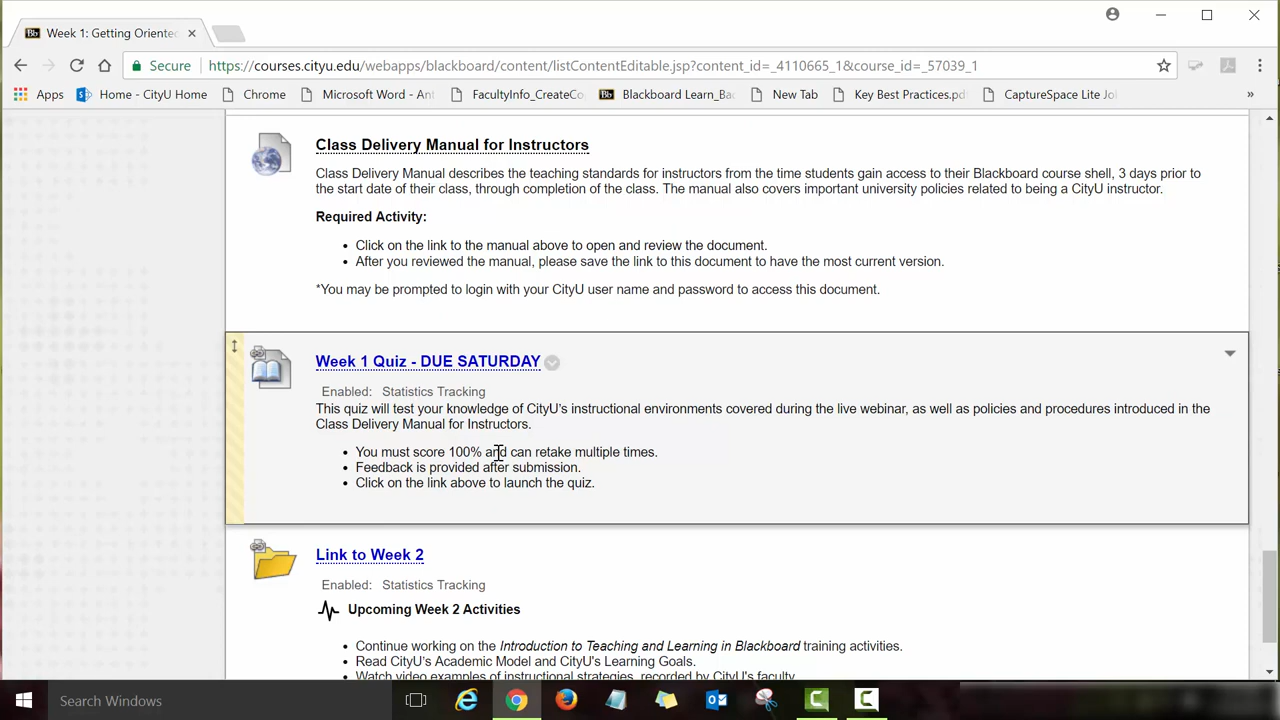 Week 1: Getting Oriente
Secure https://courses.cityu.edu/webapps/blackboard/content/listContentEditable.jsp?content_id=_4110665_1&course_id=_57039_1
Apps Home - CityU Home Chrome Microsoft Word - Ant FacultyInfo_CreateCo Blackboard Learn_Ba New Tab Key Best Practices.pd CaptureSpace Lite Jo »
Class Delivery Manual for Instructors
Class Delivery Manual describes the teaching standards for instructors from the time students gain access to their Blackboard course shell, 3 days prior to
the start date of their class, through completion of the class. The manual also covers important university policies related to being a CityU instructor.
Required Activity:
• Click on the link to the manual above to open and review the document.
• After you reviewed the manual, please save the link to this document to have the most current version.
*You may be prompted to login with your CityU user name and password to access this document.
Week 1 Quiz - DUE SATURDAY
Enabled: Statistics Tracking
This quiz will test your knowledge of CityU's instructional environments covered during the live webinar, as well as policies and procedures introduced in the
Class Delivery Manual for Instructors.
• You must score 100% and can retake multiple times.
• Feedback is provided after submission.
• Click on the link above to launch the quiz.
Link to Week 2
Enabled: Statistics Tracking
Upcoming Week 2 Activities
• Continue working on the Introduction to Teaching and Learning in Blackboard training activities.
• Read CityU's Academic Model and CityU's Learning Goals.
• Watch video examples of instructional strategies, recorded by CityU's faculty.
Search Windows